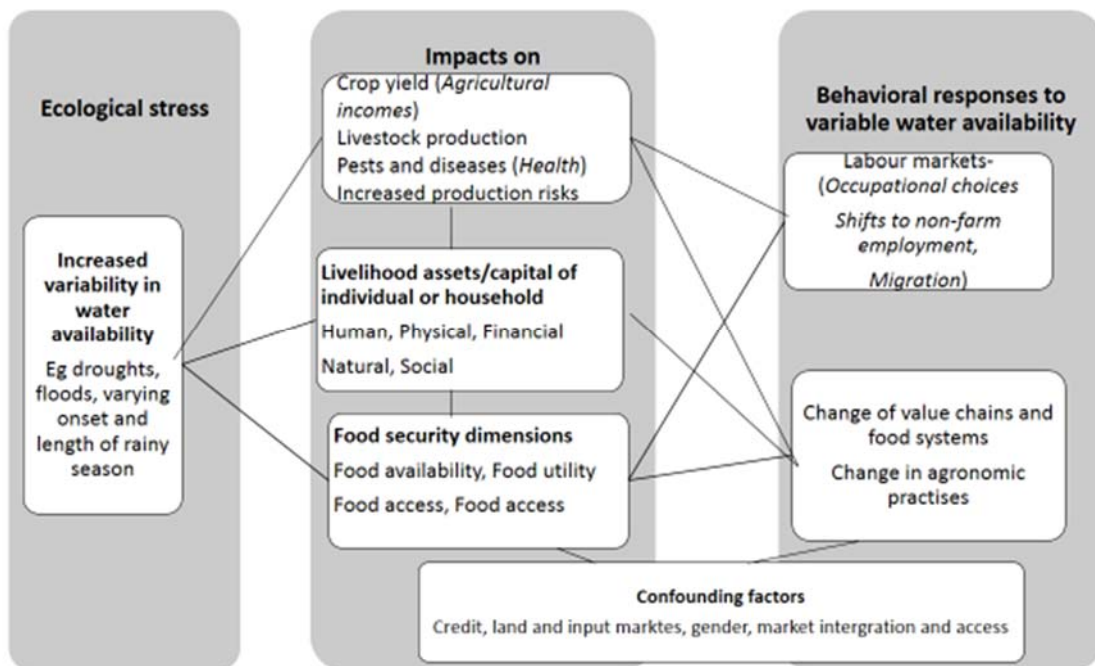 Ecological stress
Increased
variability in
water
availability
Eg droughts,
floods, varying
onset and
length of rainy
season
Impacts on
Crop yield (Agricultural
incomes)
Livestock production
Pests and diseases (Health)
Increased production risks
Livelihood assets/capital of
individual or household
Human, Physical, Financial
Natural, Social
Food security dimensions
Food availability, Food utility
Food access, Food access
Behavioral responses to
variable water availability
Labour markets-
(Occupational choices
Shifts to non-farm
employment,
Migration)
Change of value chains and
food systems
Change in agronomic
practises
Confounding factors
Credit, land and input marktes, gender, market intergration and access